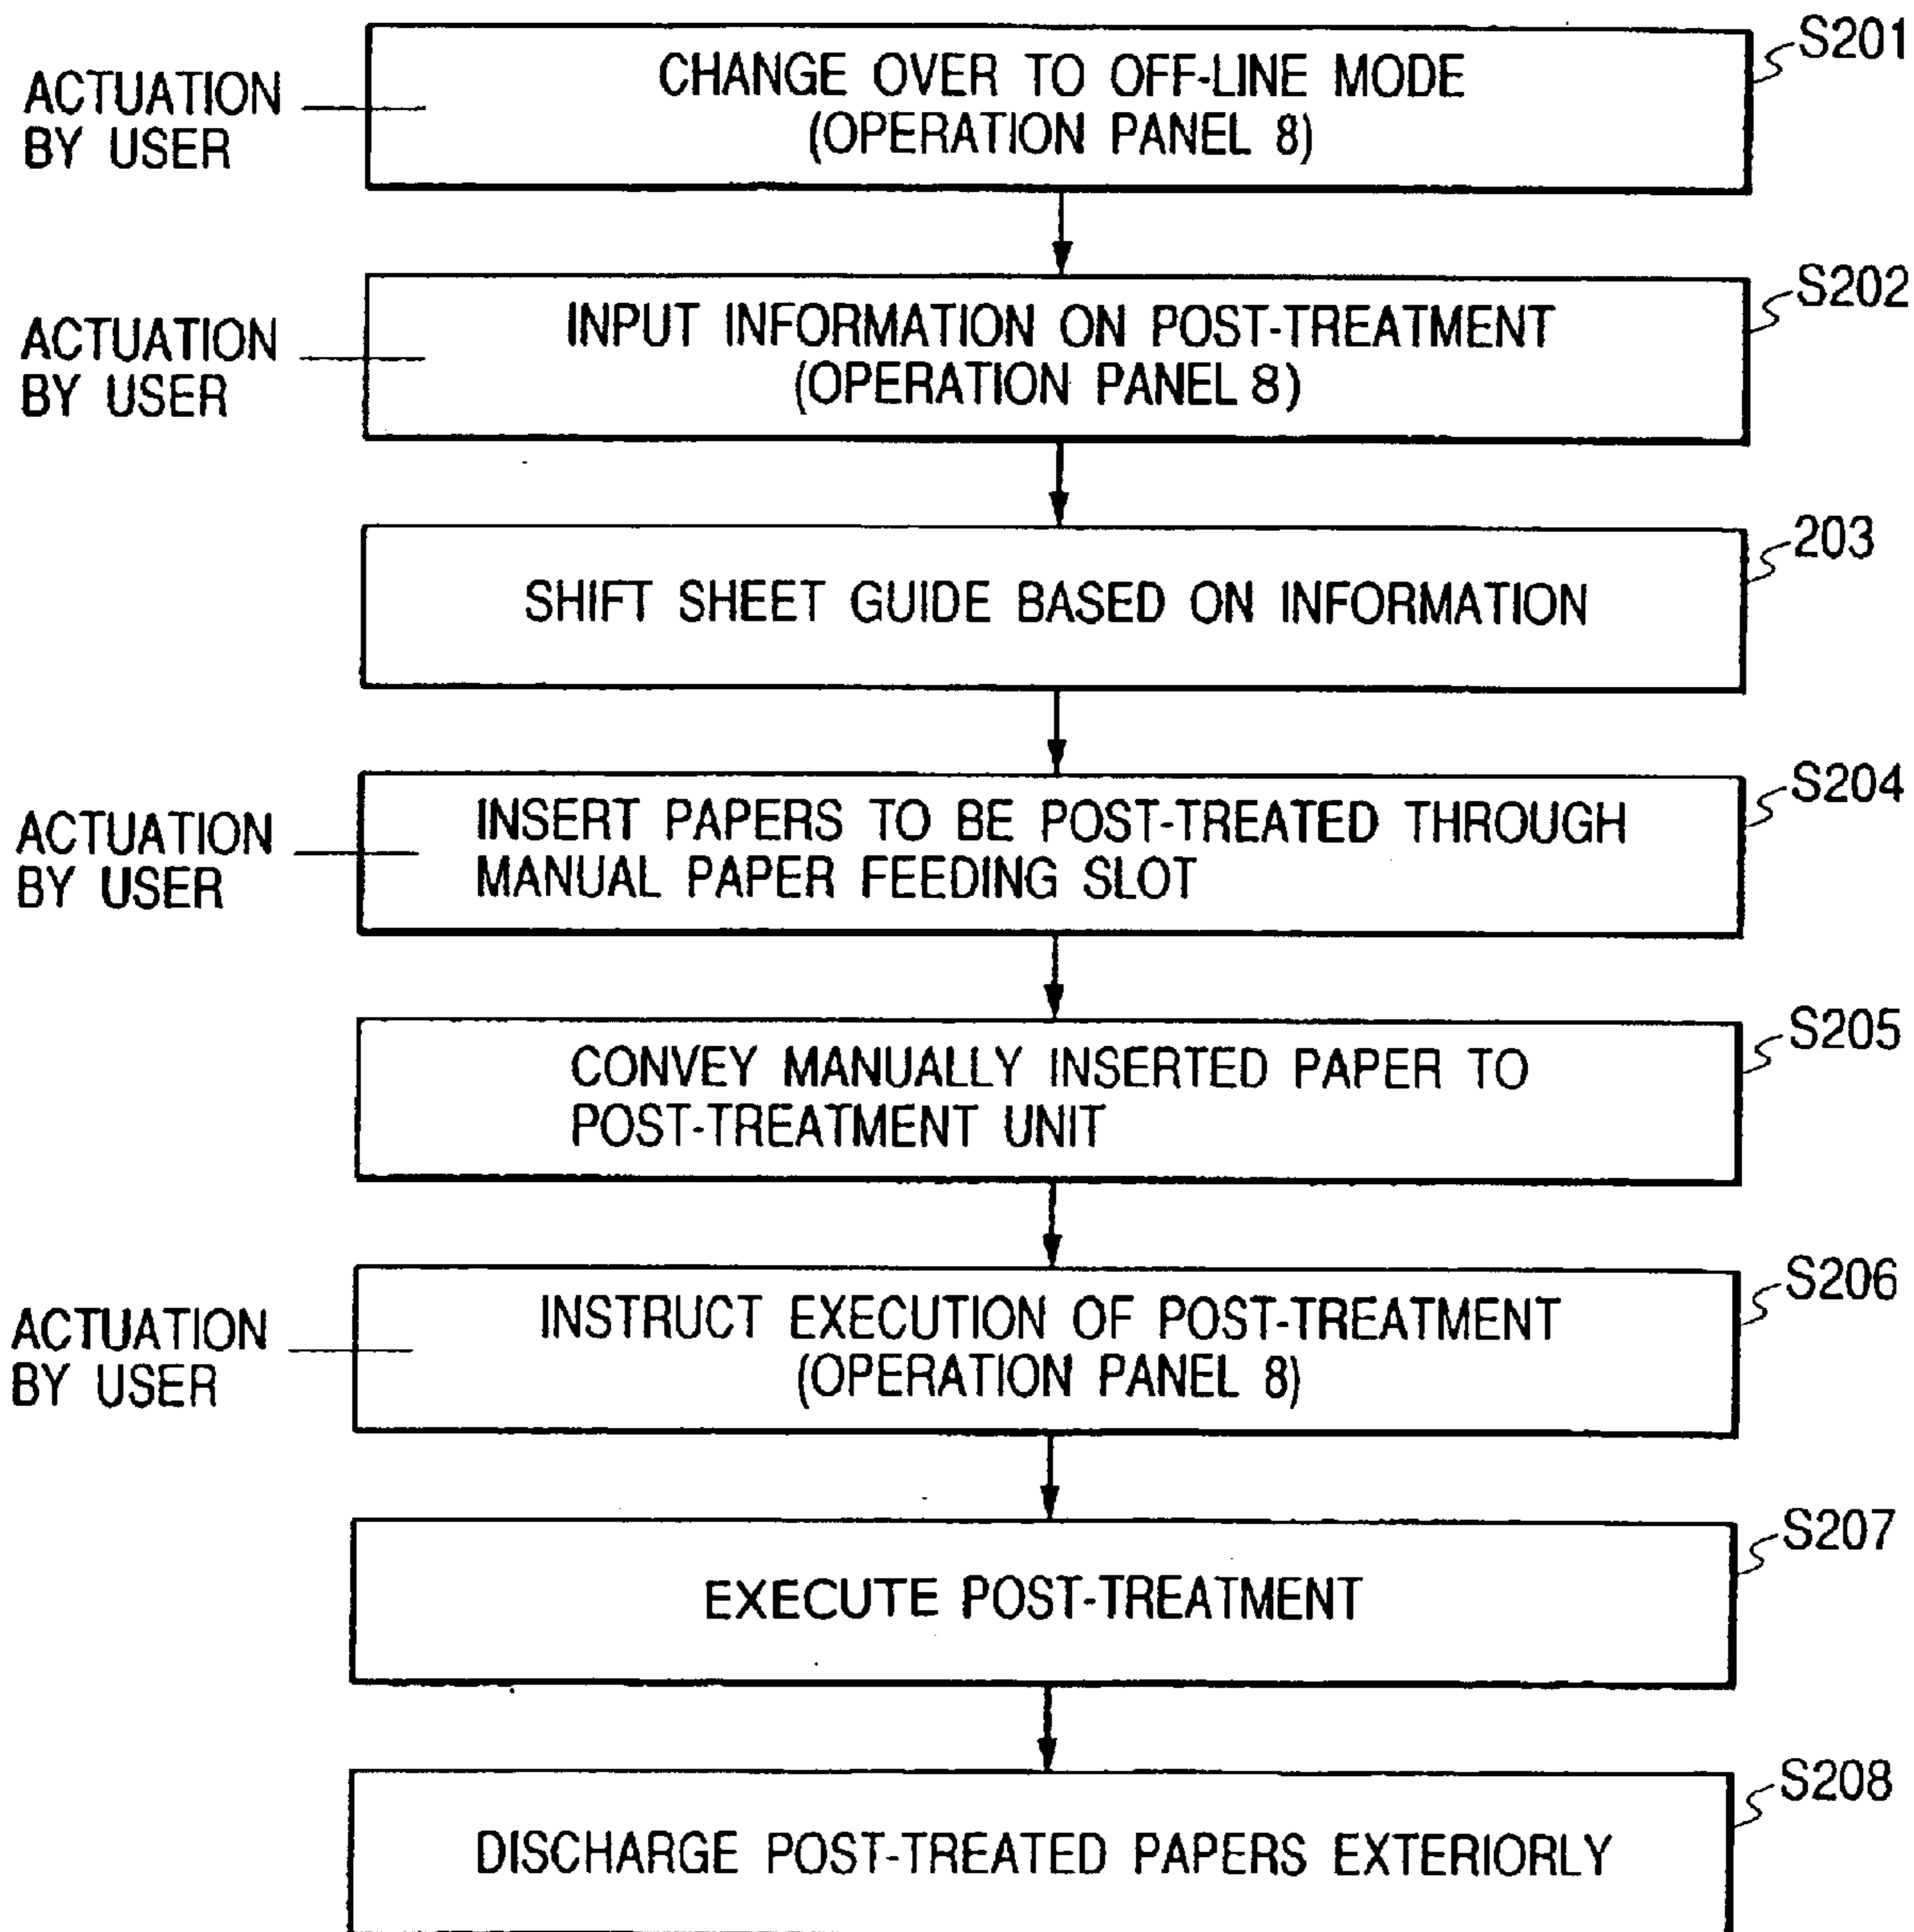 S201
ACTUATION
BY USER
CHANGE OVER TO OFF-LINE MODE
(OPERATION PANEL 8)
S202
ACTUATION
BY USER
INPUT INFORMATION ON POST-TREATMENT
(OPERATION PANEL 8)
203
SHIFT SHEET GUIDE BASED ON INFORMATION
S204
ACTUATION
BY USER
INSERT PAPERS TO BE POST-TREATED THROUGH
MANUAL PAPER FEEDING SLOT
S205
CONVEY MANUALLY INSERTED PAPER TO
POST-TREATMENT UNIT
S206
ACTUATION
BY USER
INSTRUCT EXECUTION OF POST-TREATMENT
(OPERATION PANEL 8)
S207
EXECUTE POST-TREATMENT
S208
DISCHARGE POST-TREATED PAPERS EXTERIORLY